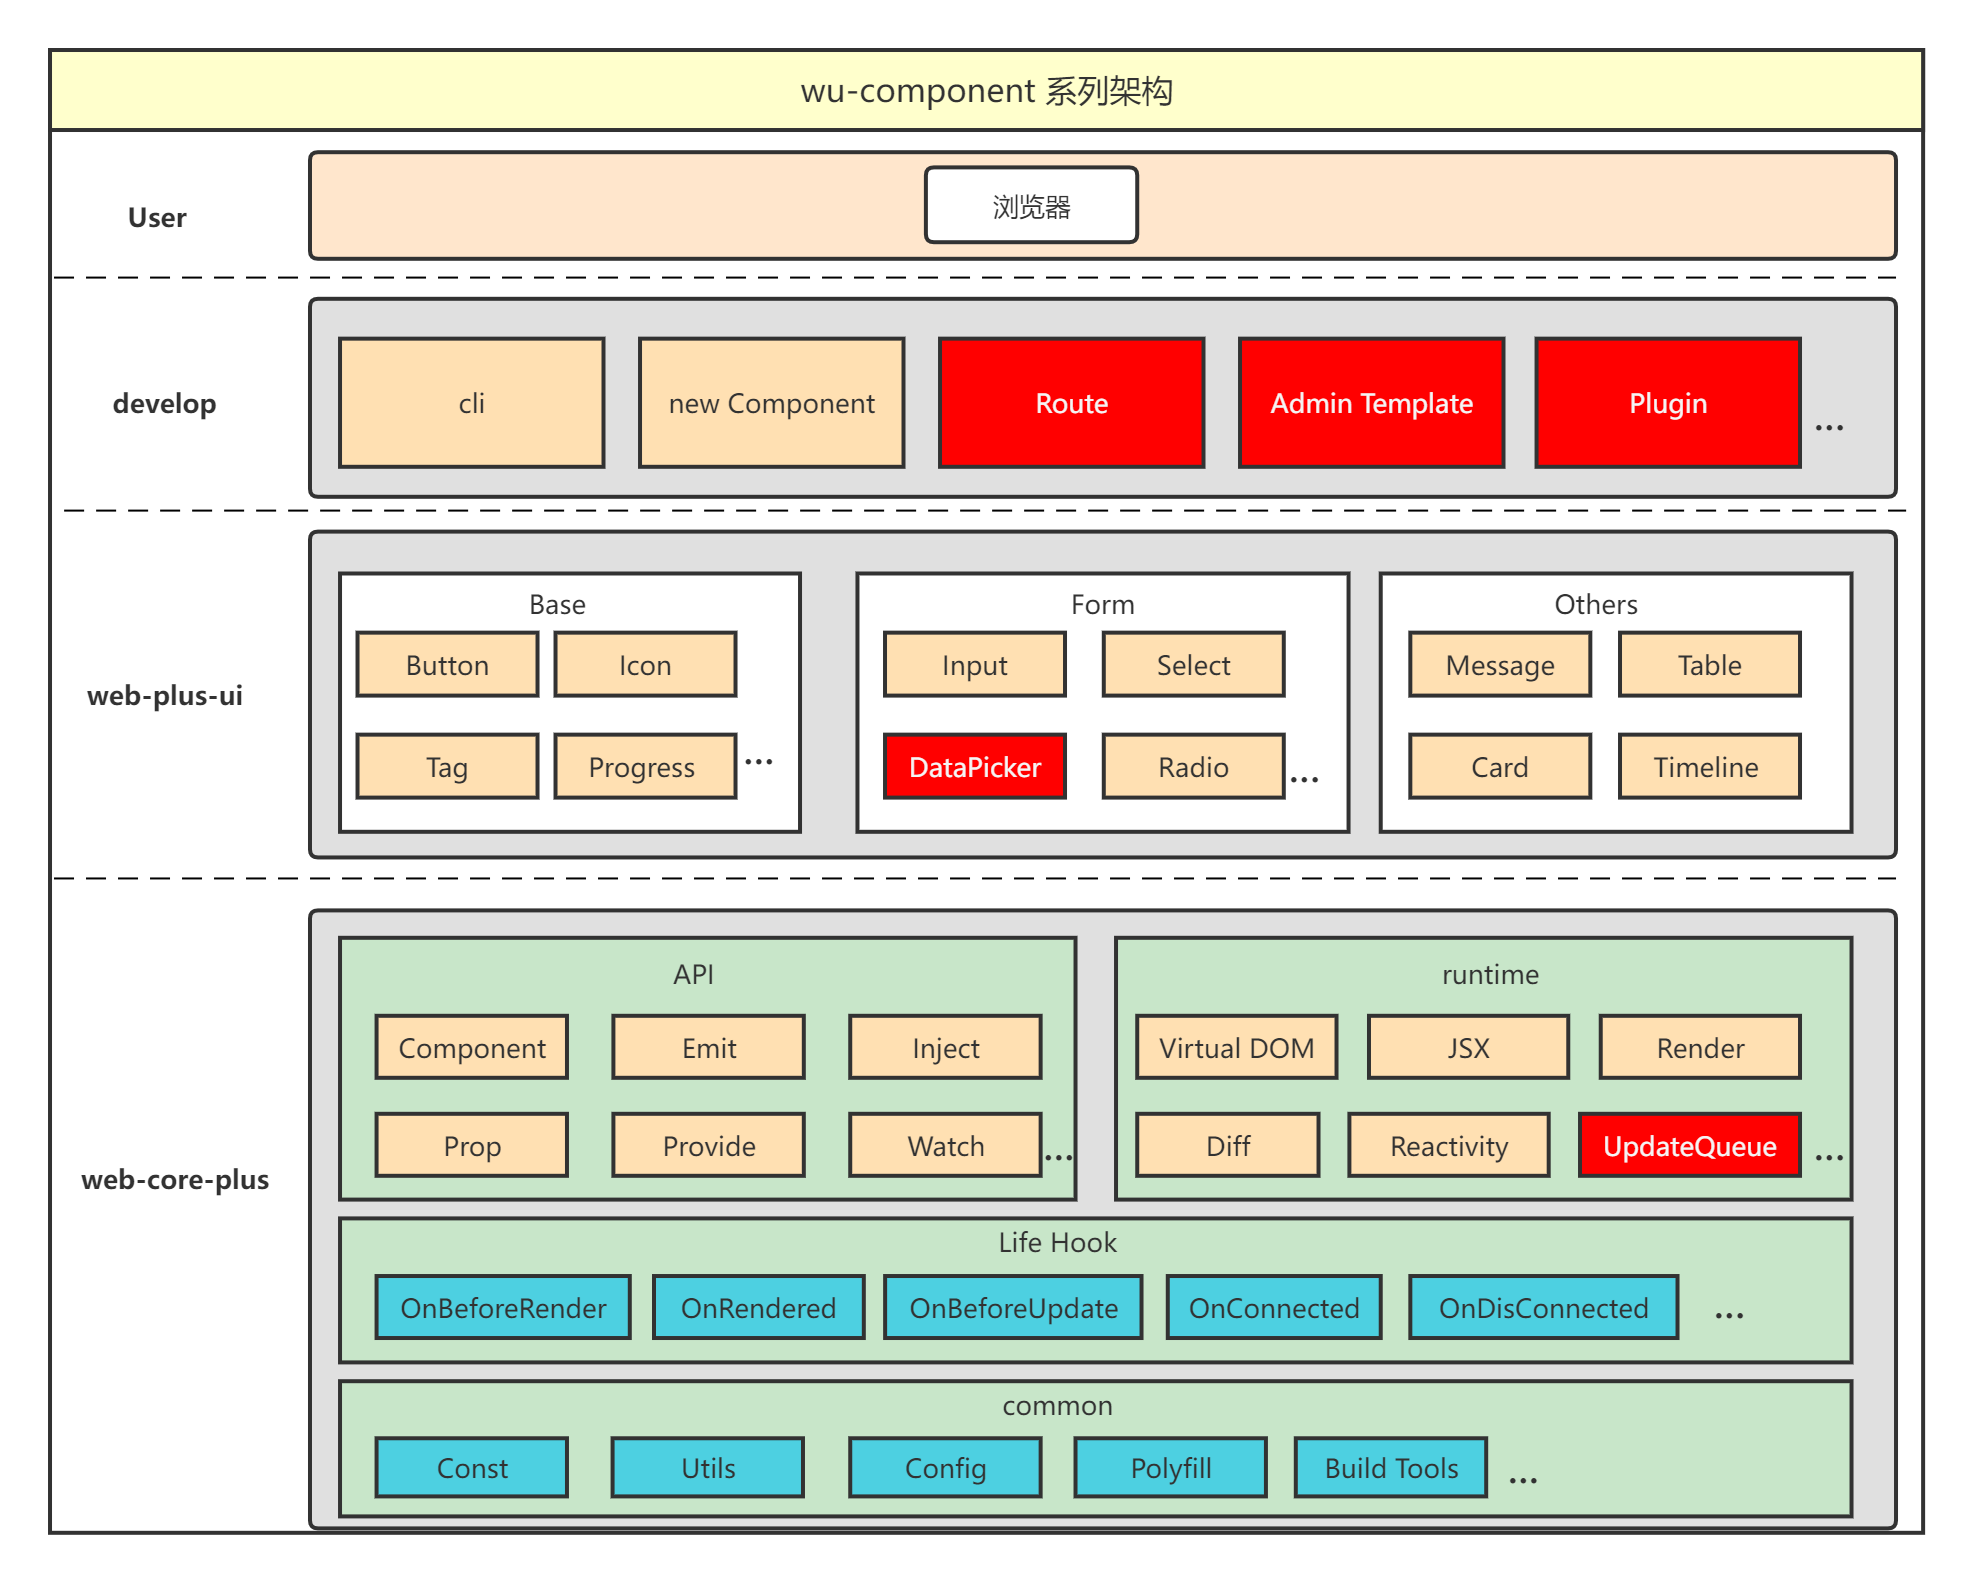 wu-component 系列架构
User
浏览器
develop
cli
new Component
Route
Admin Template
Plugin
...
web-plus-ui
Base
Button
Icon
Tag
Progress
...
Form
Input
Select
DataPicker
Radio
...
Others
Message
Table
Card
Timeline
web-core-plus
API
Component
Emit
Inject
Prop
Provide
Watch
...
runtime
Virtual DOM
JSX
Render
Diff
Reactivity
UpdateQueue
...
Life Hook
OnBeforeRender
OnRendered
OnBeforeUpdate
OnConnected
OnDisConnected
...
common
Const
Utils
Config
Polyfill
Build Tools
...